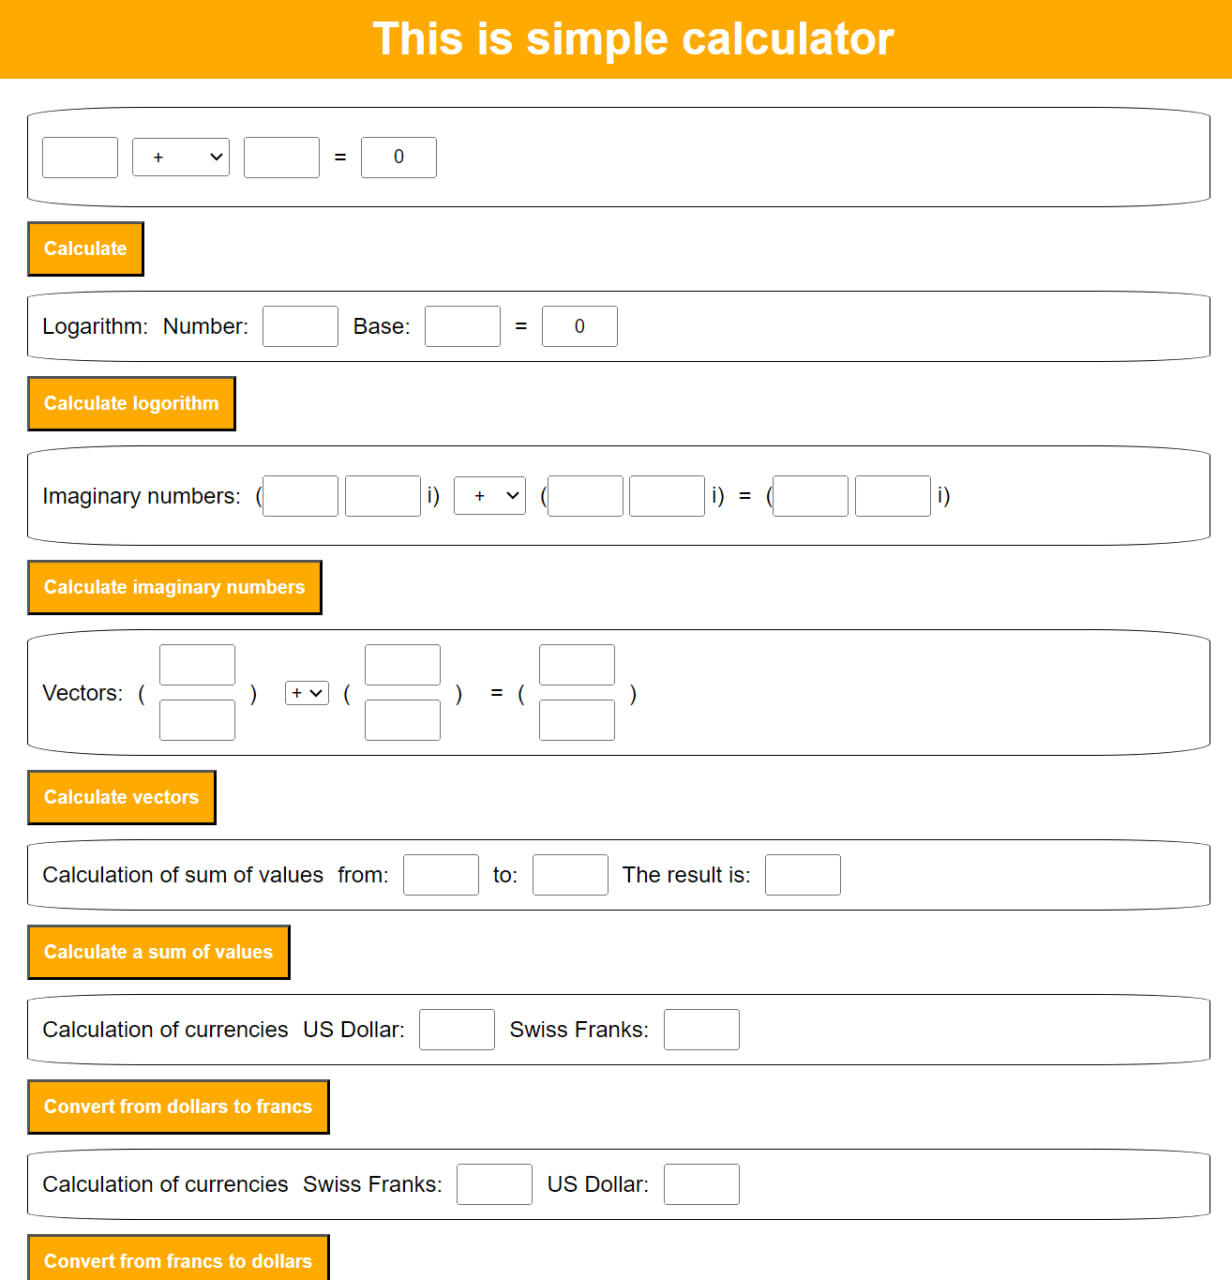 This is simple calculator
+ = 0
Calculate
Logarithm: Number: Base: = 0
Calculate logorithm
Imaginary numbers: ( i) + ( i) = ( i)
Calculate imaginary numbers
Vectors: ( ) + ( ) = ( )
Calculate vectors
Calculation of sum of values from: to: The result is:
Calculate a sum of values
Calculation of currencies US Dollar: Swiss Franks:
Convert from dollars to francs
Calculation of currencies Swiss Franks: US Dollar:
Convert from francs to dollars